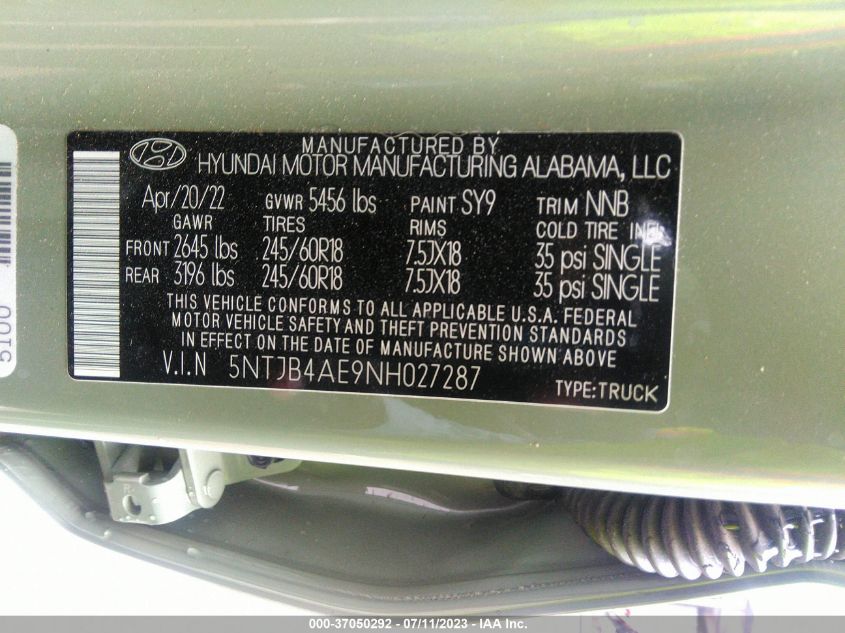 MANUFACTURED BY
HYUNDAI MOTOR MANUFACTURING ALABAMA, LLC
Apr/20/22 GVWR 5456 lbs PAINT SY9 TRIM NNB
GAWR TIRES RIMS COLD TIRE INFL
FRONT 2645 lbs 245/60R18 7.5JX18 35 psi SINGLE
REAR 3196 lbs 245/60R18 7.5JX18 35 psi SINGLE
THIS VEHICLE CONFORMS TO ALL APPLICABLE U.S.A. FEDERAL
MOTOR VEHICLE SAFETY AND THEFT PREVENTION STANDARDS
IN EFFECT ON THE DATE OF MANUFACTURE SHOWN ABOVE.
V.I.N 5NTJB4AE9NH027287 TYPE:TRUCK
5100
000-37050292 - 07/11/2023 - IAA Inc.